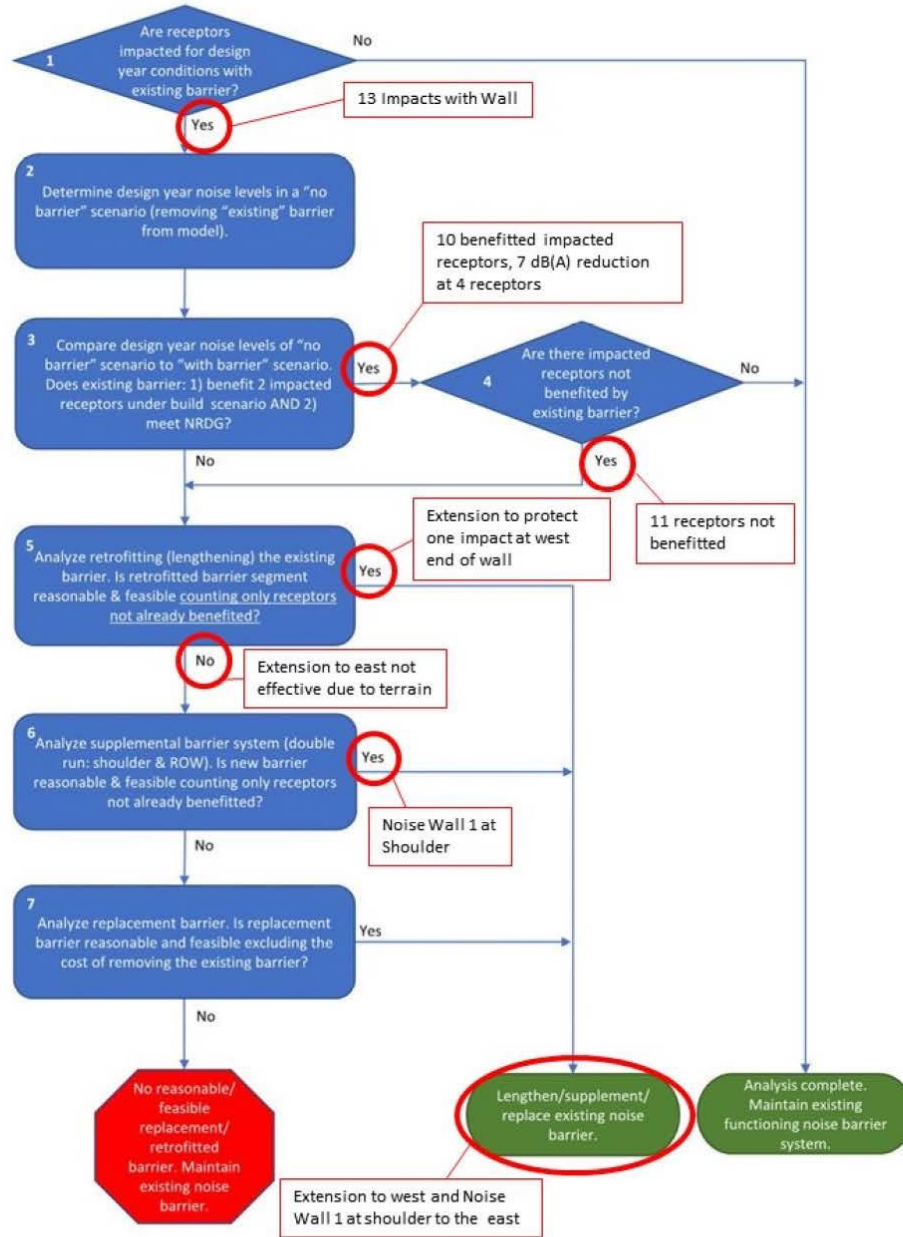 1
Are receptors
impacted for design
year conditions with
existing barrier?
No
13 Impacts with Wall
Yes
2
Determine design year noise levels in a “no
barrier” scenario (removing “existing” barrier
from model).
10 benefitted impacted
receptors, 7 dB(A) reduction
at 4 receptors
3
Compare design year noise levels of “no
barrier” scenario to “with barrier” scenario.
Does existing barrier: 1) benefit 2 impacted
receptors under build scenario AND 2)
meet NRDG?
Yes
4
Are there impacted
receptors not
benefited by
existing barrier?
No
No
Yes
11 receptors not
benefitted
Extension to protect
one impact at west
end of wall
5
Analyze retrofitting (lengthening) the existing
barrier. Is retrofitted barrier segment
reasonable & feasible counting only receptors
not already benefited?
Yes
No
Extension to east not
effective due to terrain
6
Analyze supplemental barrier system (double
run: shoulder & ROW). Is new barrier
reasonable & feasible counting only receptors
not already benefitted?
Yes
Noise Wall 1 at
Shoulder
No
7
Analyze replacement barrier. Is replacement
barrier reasonable and feasible excluding the
cost of removing the existing barrier?
Yes
No
No reasonable/
feasible
replacement/
retrofitted
barrier. Maintain
existing noise
barrier.
Lengthen/supplement/
replace existing noise
barrier.
Analysis complete.
Maintain existing
functioning noise barrier
system.
Extension to west and Noise
Wall 1 at shoulder to the east